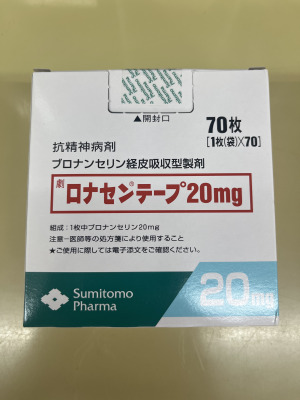 ▲開封口
70枚
[1枚(袋)×70]
抗精神病剤
ブロナンセリン経皮吸収型製剤
劇 ロナセン®テープ20mg
組成:1枚中ブロナンセリン20mg
注意-医師等の処方箋により使用すること
★ご使用に際しては電子添文をご確認ください。
Sumitomo
Pharma
20mg